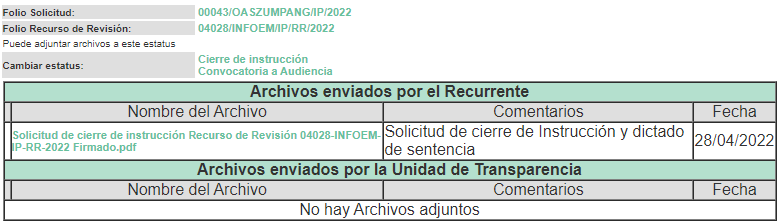 Folio Solicitud: 00043/OASZUMPANG/IP/2022
Folio Recurso de Revisión: 04028/INFOEM/IP/RR/2022
Puede adjuntar archivos a este estatus
Cambiar estatus: Cierre de instrucción
Convocatoria a Audiencia
Archivos enviados por el Recurrente
Nombre del Archivo Comentarios Fecha
Solicitud de cierre de instrucción Recurso de Revisión 04028-INFOEM-
IP-RR-2022 Firmado.pdf
Solicitud de cierre de Instrucción y dictado
de sentencia
28/04/2022
Archivos enviados por la Unidad de Transparencia
Nombre del Archivo Comentarios Fecha
No hay Archivos adjuntos